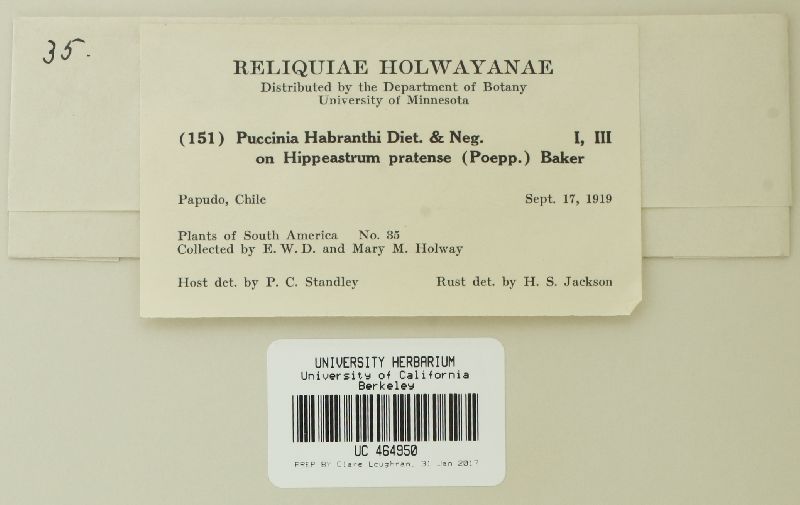 35.
RELIQUIAE HOLWAYANAE
Distributed by the Department of Botany
University of Minnesota
(151) Puccinia Habranthi Diet. & Neg. I, III
on Hippeastrum pratense (Poepp.) Baker
Papudo, Chile Sept. 17, 1919
Plants of South America No. 35
Collected by E. W. D. and Mary M. Holway
Host det. by P. C. Standley Rust det. by H. S. Jackson
UNIVERSITY HERBARIUM
University of California
Berkeley
UC 464950
PREP BY Clare Loughran, 31 Jan 2017